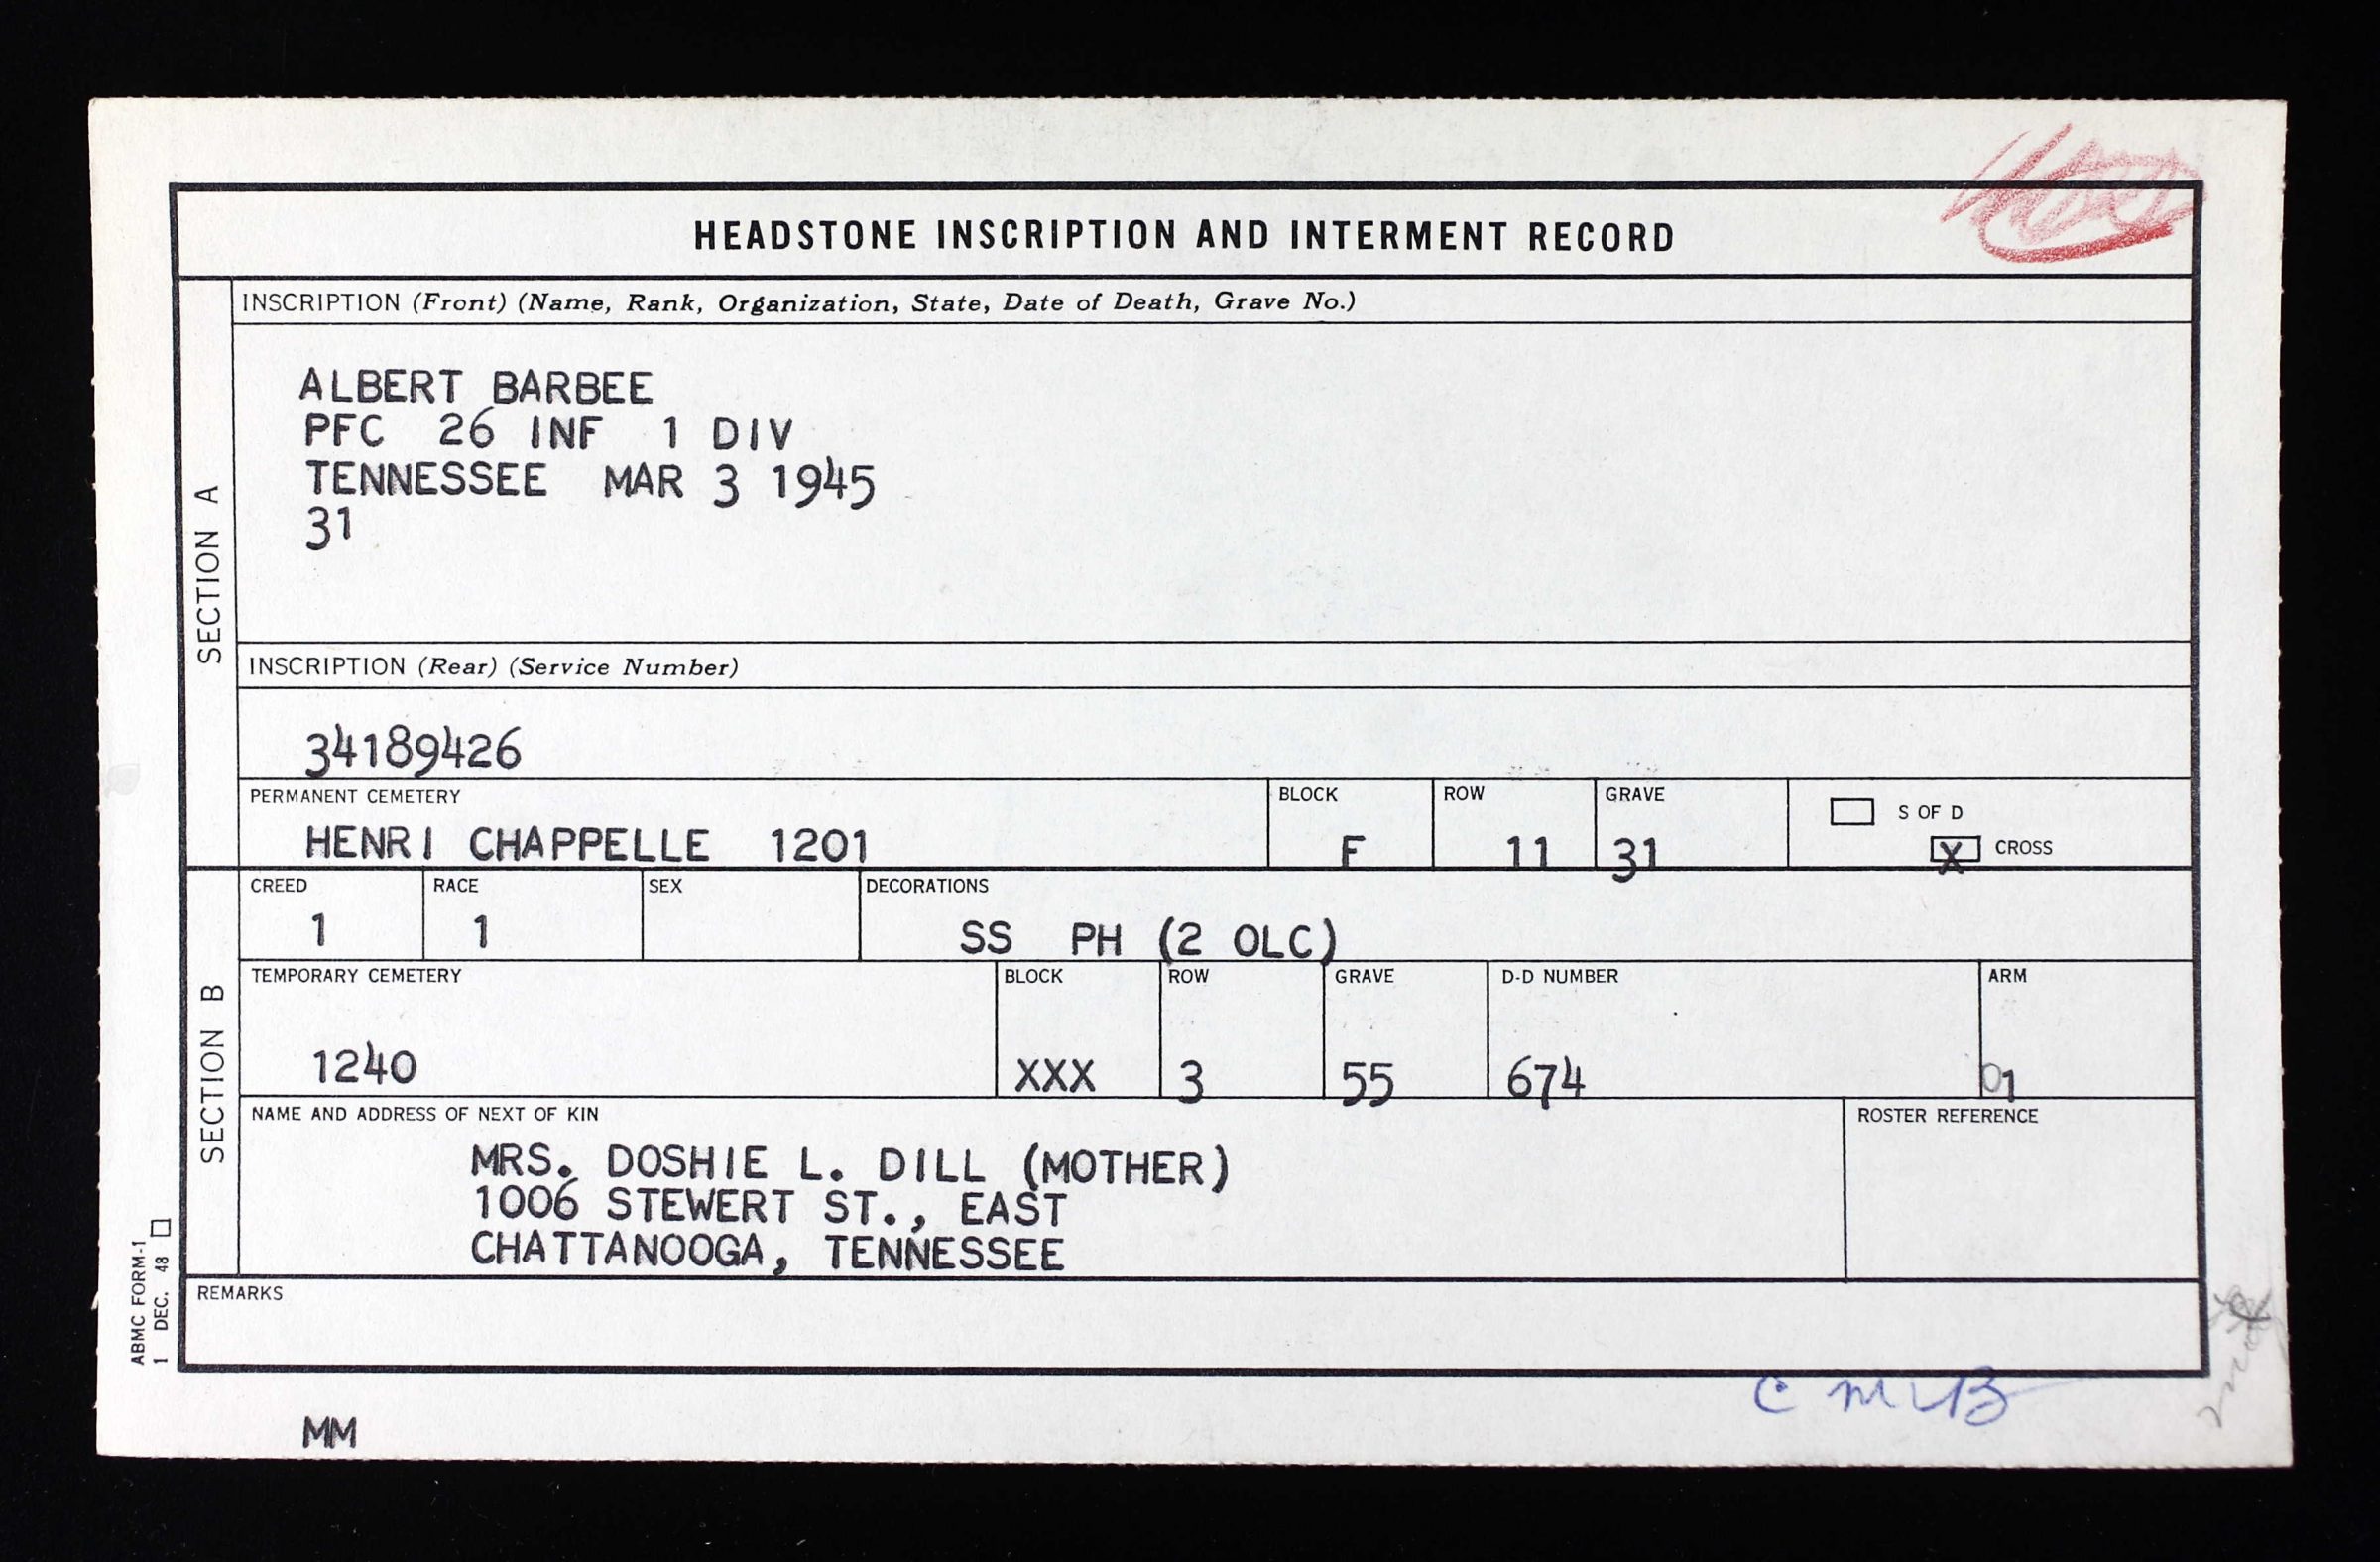 HEADSTONE INSCRIPTION AND INTERMENT RECORD
SECTION A
INSCRIPTION (Front) (Name, Rank, Organization, State, Date of Death, Grave No.)
ALBERT BARBEE
PFC 26 INF 1 DIV
TENNESSEE MAR 3 1945
31
INSCRIPTION (Rear) (Service Number)
34189426
PERMANENT CEMETERY BLOCK ROW GRAVE
HENRI CHAPPELLE 1201 F 11 31
S OF D
X CROSS
SECTION B
CREED RACE SEX DECORATIONS
1 1 SS PH (2 OLC)
TEMPORARY CEMETERY BLOCK ROW GRAVE D-D NUMBER ARM
1240 XXX 3 55 674 01
NAME AND ADDRESS OF NEXT OF KIN ROSTER REFERENCE
MRS. DOSHIE L. DILL (MOTHER)
1006 STEWERT ST., EAST
CHATTANOOGA, TENNESSEE
REMARKS
ABMC FORM-1
1 DEC. 48
MM